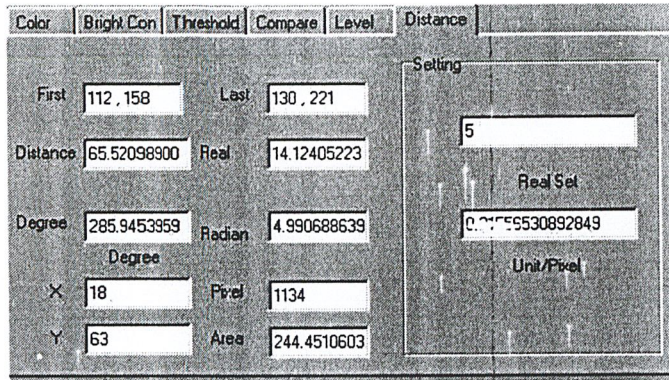 Color Bright Con Threshold Compare Level Distance
Setting
First 112 , 158 Last 130 , 221
5
Distance 65.52098900 Real 14.12405223
Real Set
Degree 285.9453959 Radian 4.990688639
0.21556530892849
Degree
Unit/Pixel
X 18 Pixel 1134
Y 63 Area 244.4510603